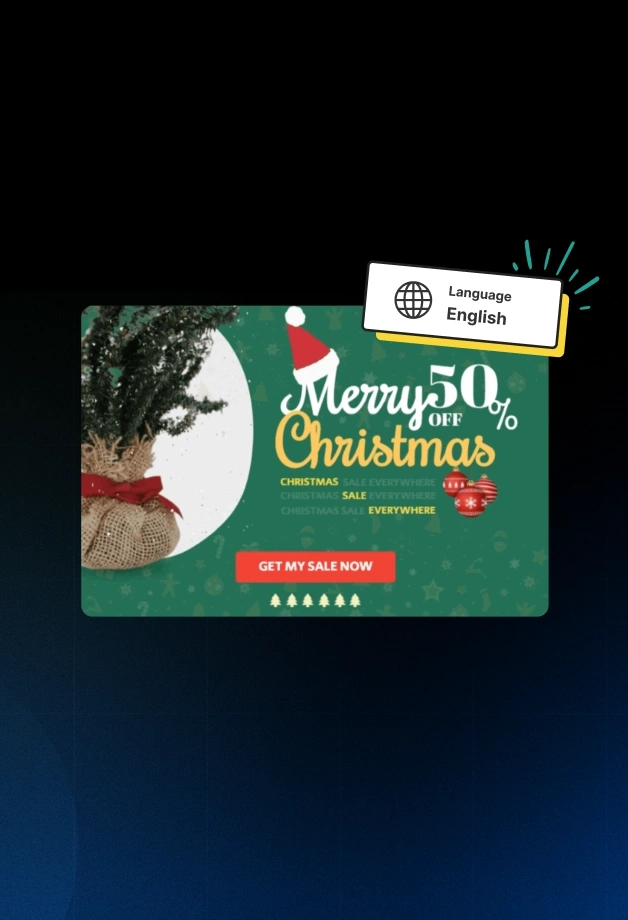 Language
English
Merry 50%
OFF
Christmas
CHRISTMAS SALE EVERYWHERE
CHRISTMAS SALE EVERYWHERE
CHRISTMAS SALE EVERYWHERE
GET MY SALE NOW